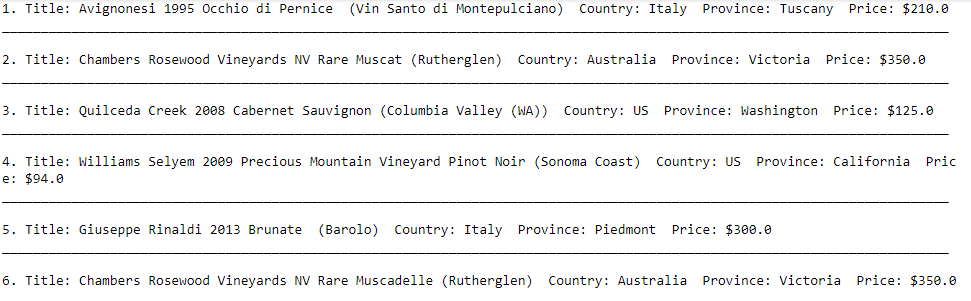 1. Title: Avignonesi 1995 Occhio di Pernice  (Vin Santo di Montepulciano)  Country: Italy  Province: Tuscany  Price: $210.0
2. Title: Chambers Rosewood Vineyards NV Rare Muscat (Rutherglen)  Country: Australia  Province: Victoria  Price: $350.0
3. Title: Quilceda Creek 2008 Cabernet Sauvignon (Columbia Valley (WA))  Country: US  Province: Washington  Price: $125.0
4. Title: Williams Selyem 2009 Precious Mountain Vineyard Pinot Noir (Sonoma Coast)  Country: US  Province: California  Pric
e: $94.0
5. Title: Giuseppe Rinaldi 2013 Brunate  (Barolo)  Country: Italy  Province: Piedmont  Price: $300.0
6. Title: Chambers Rosewood Vineyards NV Rare Muscadelle (Rutherglen)  Country: Australia  Province: Victoria  Price: $350.0